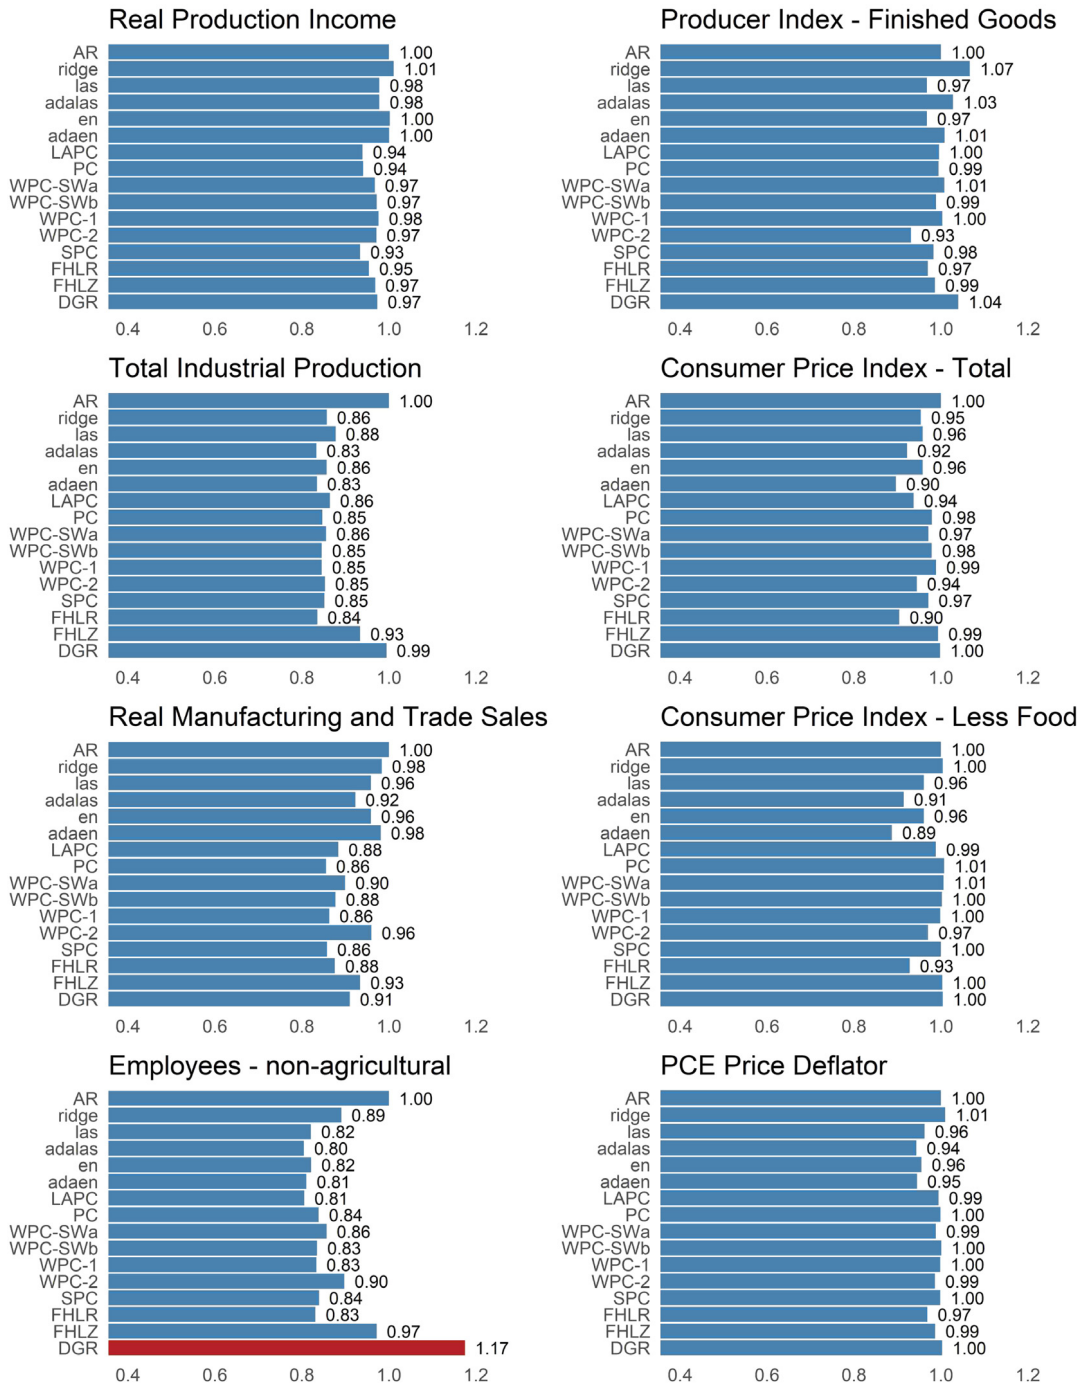 Real Production Income
AR 1.00
ridge 1.01
las 0.98
adalas 0.98
en 1.00
adaen 1.00
LAPC 0.94
PC 0.94
WPC-SWa 0.97
WPC-SWb 0.97
WPC-1 0.98
WPC-2 0.97
SPC 0.93
FHLR 0.95
FHLZ 0.97
DGR 0.97
0.4 0.6 0.8 1.0 1.2
Producer Index - Finished Goods
AR 1.00
ridge 1.07
las 0.97
adalas 1.03
en 0.97
adaen 1.01
LAPC 1.00
PC 0.99
WPC-SWa 1.01
WPC-SWb 0.99
WPC-1 1.00
WPC-2 0.93
SPC 0.98
FHLR 0.97
FHLZ 0.99
DGR 1.04
0.4 0.6 0.8 1.0 1.2
Total Industrial Production
AR 1.00
ridge 0.86
las 0.88
adalas 0.83
en 0.86
adaen 0.83
LAPC 0.86
PC 0.85
WPC-SWa 0.86
WPC-SWb 0.85
WPC-1 0.85
WPC-2 0.85
SPC 0.85
FHLR 0.84
FHLZ 0.93
DGR 0.99
0.4 0.6 0.8 1.0 1.2
Consumer Price Index - Total
AR 1.00
ridge 0.95
las 0.96
adalas 0.92
en 0.96
adaen 0.90
LAPC 0.94
PC 0.98
WPC-SWa 0.97
WPC-SWb 0.98
WPC-1 0.99
WPC-2 0.94
SPC 0.97
FHLR 0.90
FHLZ 0.99
DGR 1.00
0.4 0.6 0.8 1.0 1.2
Real Manufacturing and Trade Sales
AR 1.00
ridge 0.98
las 0.96
adalas 0.92
en 0.96
adaen 0.98
LAPC 0.88
PC 0.86
WPC-SWa 0.90
WPC-SWb 0.88
WPC-1 0.86
WPC-2 0.96
SPC 0.86
FHLR 0.88
FHLZ 0.93
DGR 0.91
0.4 0.6 0.8 1.0 1.2
Consumer Price Index - Less Food
AR 1.00
ridge 1.00
las 0.96
adalas 0.91
en 0.96
adaen 0.89
LAPC 0.99
PC 1.01
WPC-SWa 1.01
WPC-SWb 1.00
WPC-1 1.00
WPC-2 0.97
SPC 1.00
FHLR 0.93
FHLZ 1.00
DGR 1.00
0.4 0.6 0.8 1.0 1.2
Employees - non-agricultural
AR 1.00
ridge 0.89
las 0.82
adalas 0.80
en 0.82
adaen 0.81
LAPC 0.81
PC 0.84
WPC-SWa 0.86
WPC-SWb 0.83
WPC-1 0.83
WPC-2 0.90
SPC 0.84
FHLR 0.83
FHLZ 0.97
DGR 1.17
0.4 0.6 0.8 1.0 1.2
PCE Price Deflator
AR 1.00
ridge 1.01
las 0.96
adalas 0.94
en 0.96
adaen 0.95
LAPC 0.99
PC 1.00
WPC-SWa 0.99
WPC-SWb 1.00
WPC-1 1.00
WPC-2 0.99
SPC 1.00
FHLR 0.97
FHLZ 0.99
DGR 1.00
0.4 0.6 0.8 1.0 1.2